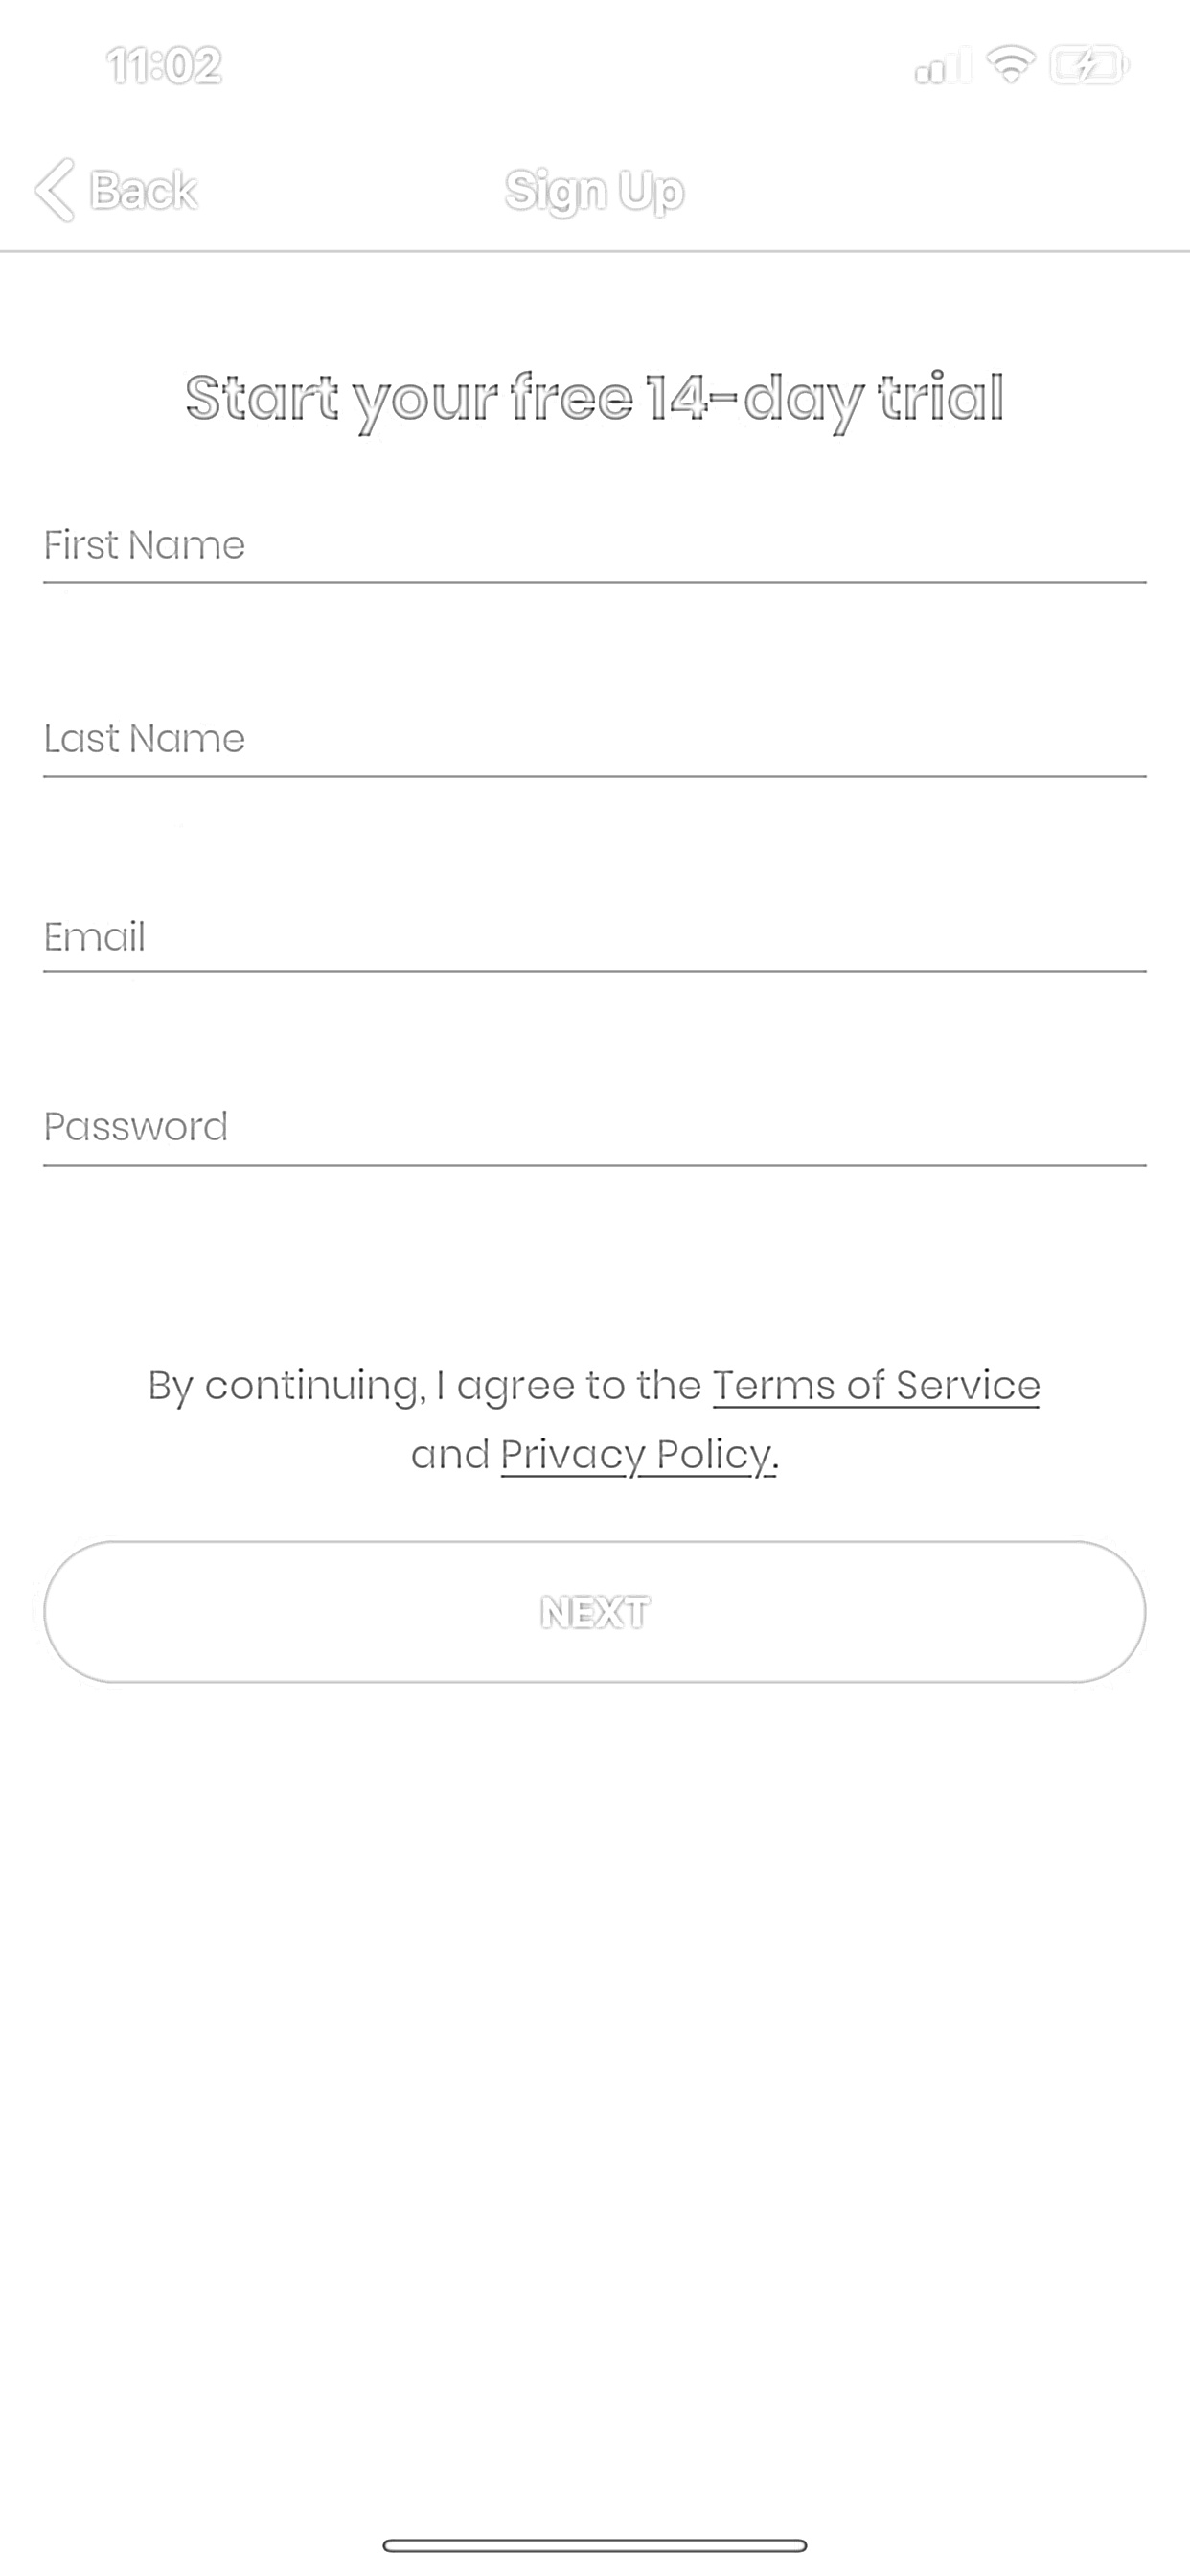 11:02
Back
Sign Up
Start your free 14-day trial
First Name
Last Name
Email
Password
By continuing, I agree to the Terms of Service
and Privacy Policy.
NEXT